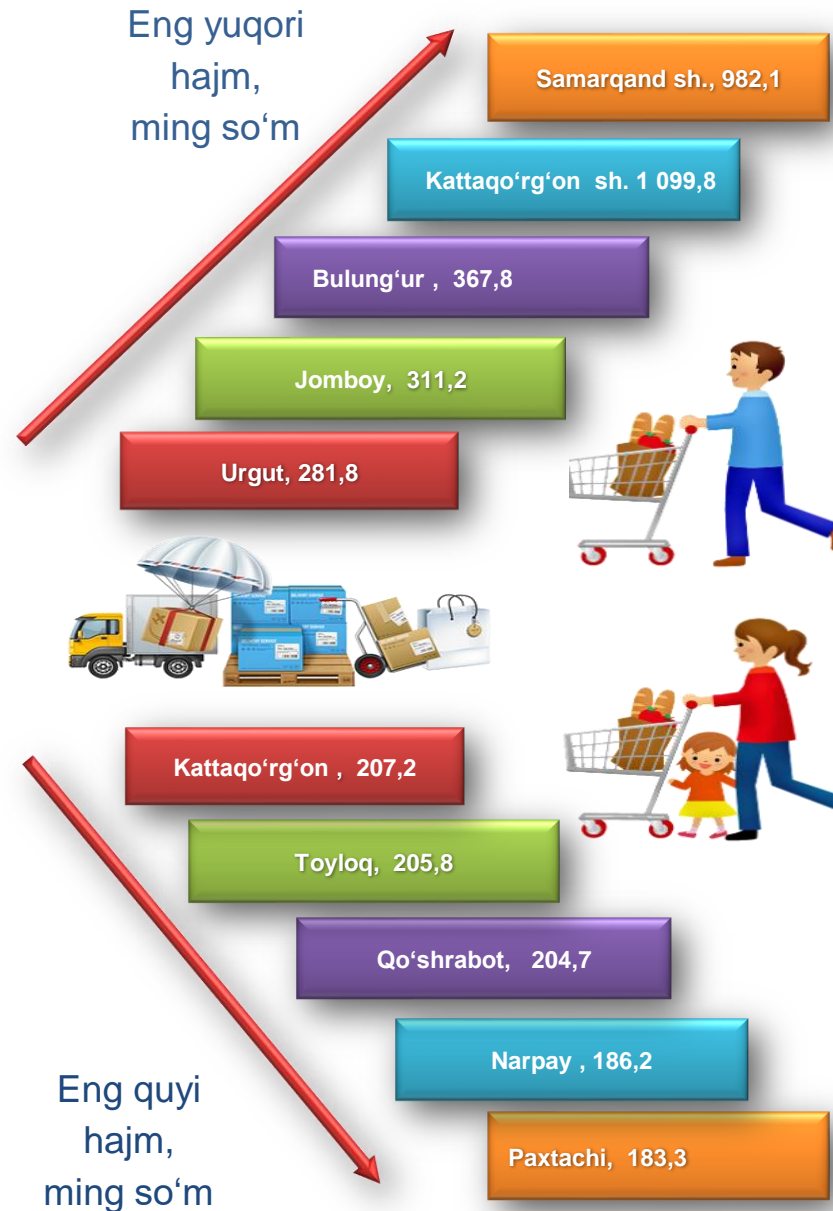 Eng yuqori
hajm,
ming so‘m
Samarqand sh., 982,1
Kattaqo‘rg‘on sh. 1 099,8
Bulung‘ur , 367,8
Jomboy, 311,2
Urgut, 281,8
Kattaqo‘rg‘on , 207,2
Toyloq, 205,8
Qo‘shrabot, 204,7
Narpay , 186,2
Paxtachi, 183,3
Eng quyi
hajm,
ming so‘m